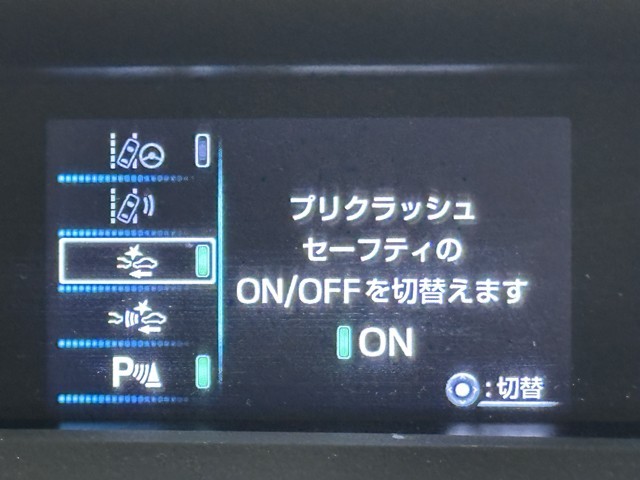 プリクラッシュ
セーフティの
ON/OFFを切替えます
ON
P
:切替